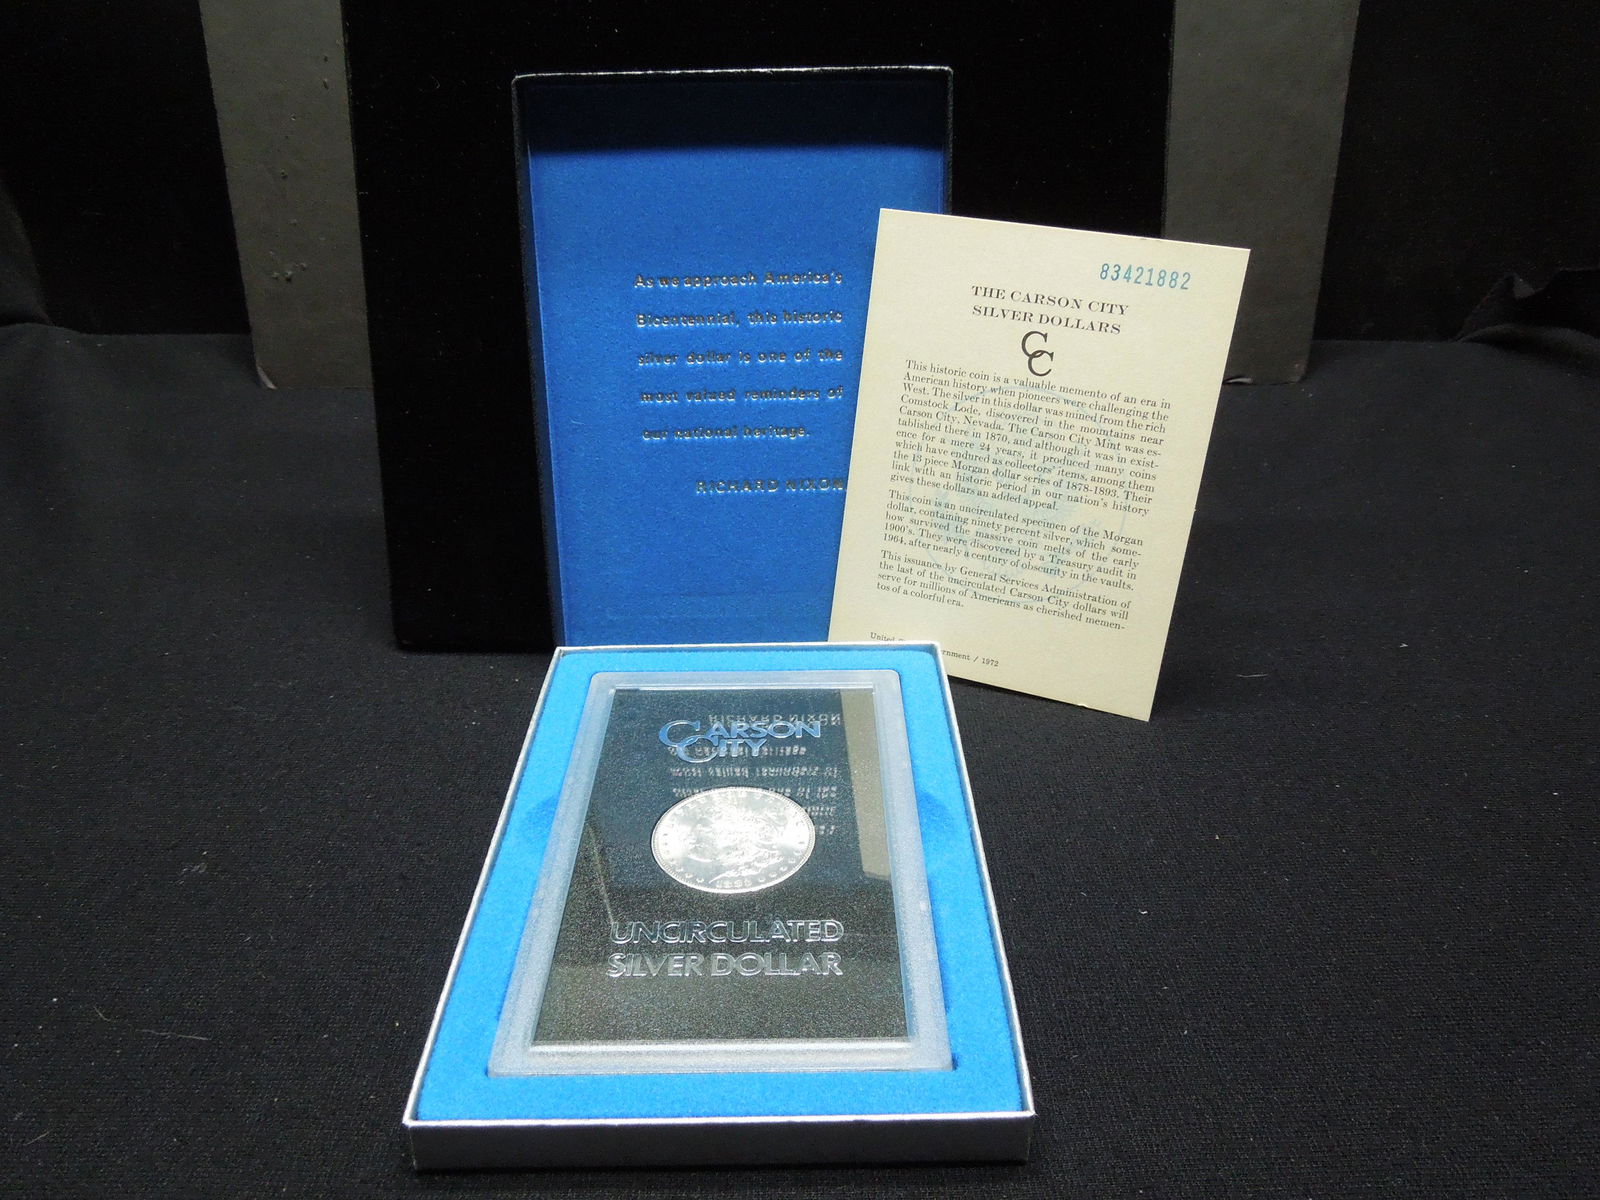 As we approach America's
Bicentennial, this historic
silver dollar is one of the
most valued reminders of
our national heritage.
RICHARD NIXON
83421882
THE CARSON CITY
SILVER DOLLARS
CC
This historic coin is a valuable memento of an era in
American history when pioneers were challenging the
West. The silver in this dollar was mined from the rich
Comstock Lode, discovered in the mountains near
Carson City, Nevada. The Carson City Mint was es-
tablished there in 1870, and although it was in exist-
ence for a mere 24 years, it produced many coins
which have endured as collectors' items, among them
the 13 piece Morgan dollar series of 1878-1893. Their
link with an historic period in our nation's history
gives these dollars an added appeal.
This coin is an uncirculated specimen of the Morgan
dollar, containing ninety percent silver, which some-
how survived the massive coin melts of the early
1900's. They were discovered by a Treasury audit in
1964, after nearly a century of obscurity in the vaults.
This issuance by General Services Administration of
the last of the uncirculated Carson City dollars will
serve for millions of Americans as cherished memen-
tos of a colorful era.
United / 1972
CARSON
CITY
UNCIRCULATED
SILVER DOLLAR